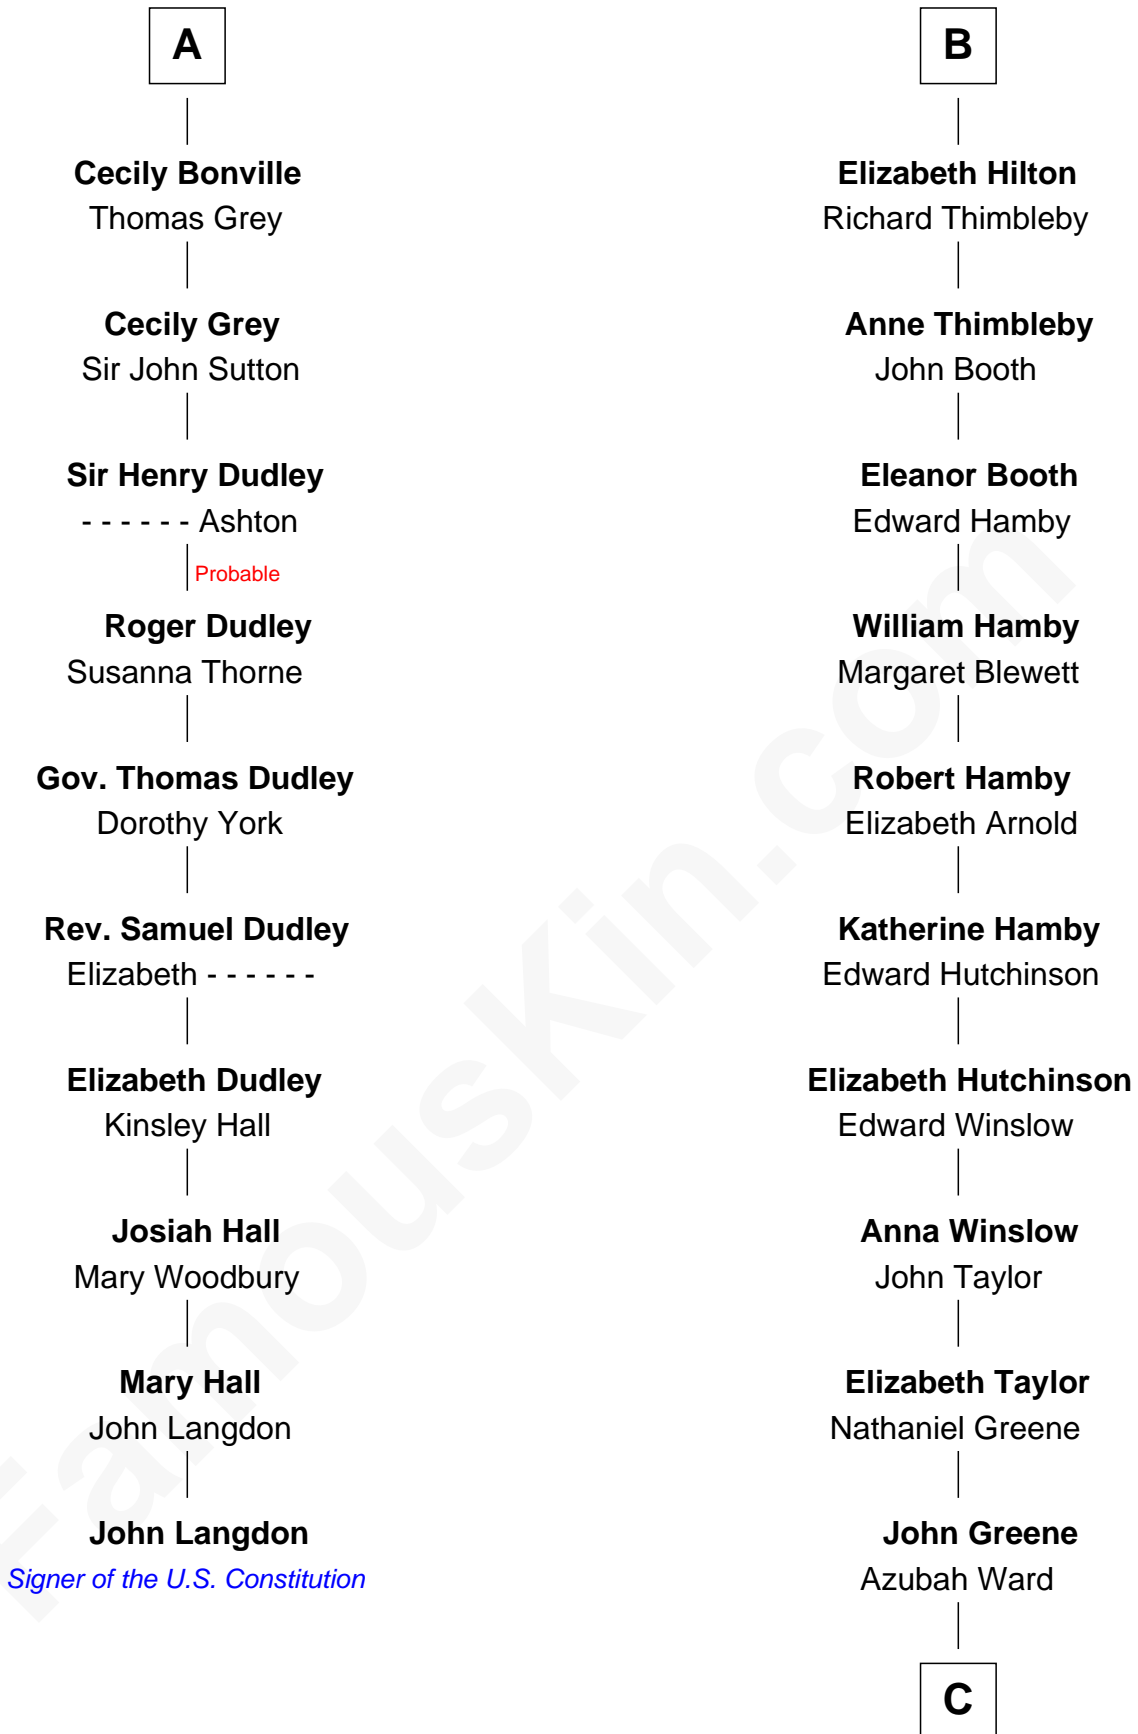 A
Cecily Bonville
Thomas Grey
Cecily Grey
Sir John Sutton
Sir Henry Dudley
- - - - - - Ashton
Probable
Roger Dudley
Susanna Thorne
Gov. Thomas Dudley
Dorothy York
Rev. Samuel Dudley
Elizabeth - - - - - -
Elizabeth Dudley
Kinsley Hall
Josiah Hall
Mary Woodbury
Mary Hall
John Langdon
John Langdon
Signer of the U.S. Constitution
B
Elizabeth Hilton
Richard Thimbleby
Anne Thimbleby
John Booth
Eleanor Booth
Edward Hamby
William Hamby
Margaret Blewett
Robert Hamby
Elizabeth Arnold
Katherine Hamby
Edward Hutchinson
Elizabeth Hutchinson
Edward Winslow
Anna Winslow
John Taylor
Elizabeth Taylor
Nathaniel Greene
John Greene
Azubah Ward
C
FamousKin.com